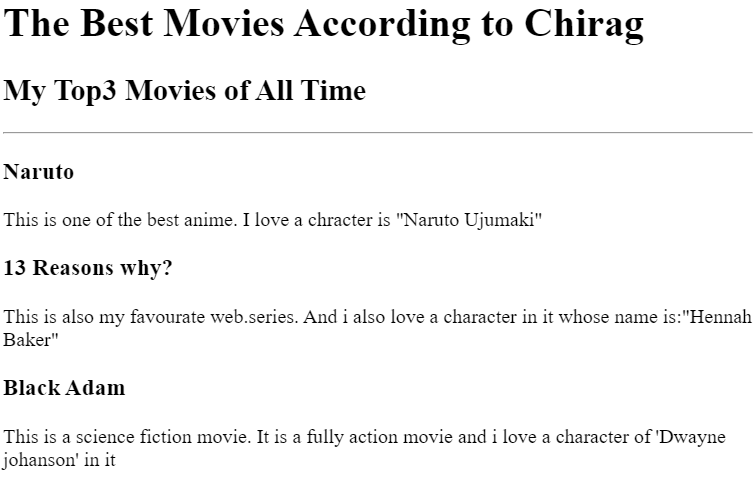 The Best Movies According to Chirag
My Top3 Movies of All Time
Naruto
This is one of the best anime. I love a chracter is "Naruto Ujumaki"
13 Reasons why?
This is also my favourate web.series. And i also love a character in it whose name is:"Hennah
Baker"
Black Adam
This is a science fiction movie. It is a fully action movie and i love a character of 'Dwayne
johanson' in it